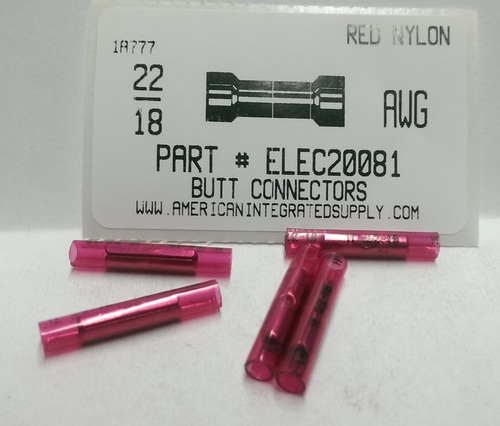 RED NYLON
1A777
22
18
AWG
PART # ELEC20081
BUTT CONNECTORS
WWW.AMERICANINTEGRATEDSUPPLY.COM